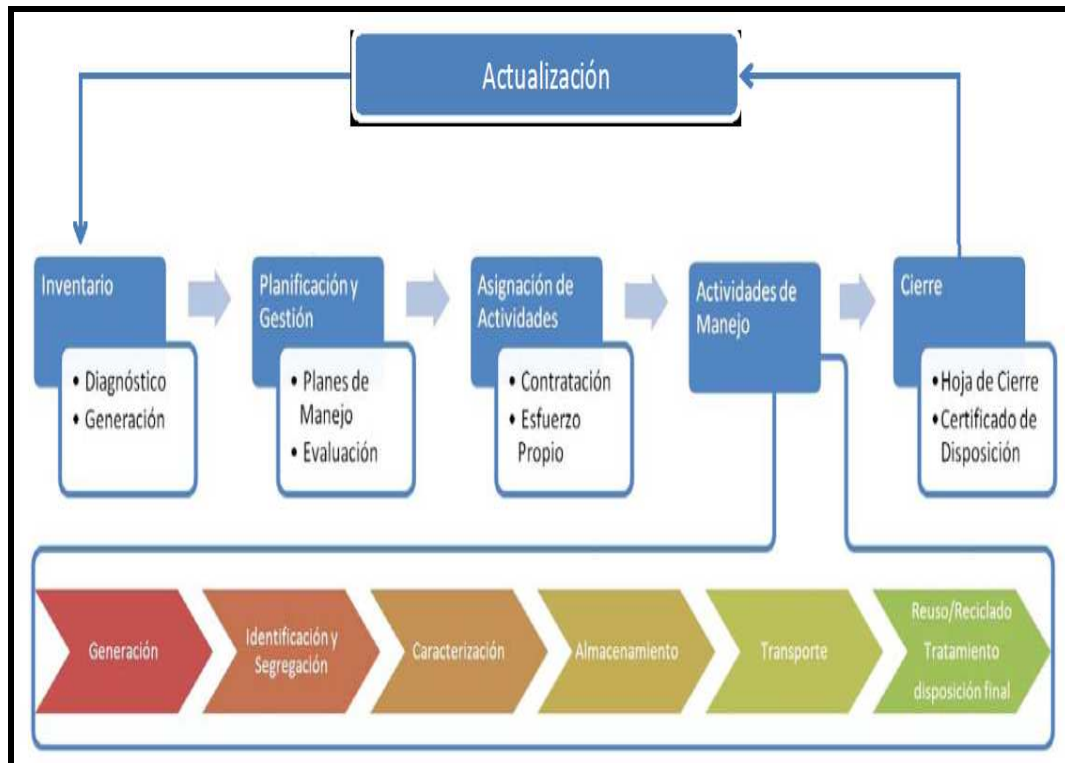 Actualización
Inventario
• Diagnóstico
• Generación
Planificación y
Gestión
• Planes de
Manejo
• Evaluación
Asignación de
Actividades
• Contratación
• Esfuerzo
Propio
Actividades de
Manejo
Cierre
• Hoja de Cierre
• Certificado de
Disposición
Generación
Identificación y
Segregación
Caracterización
Almacenamiento
Transporte
Reuso/Reciclado
Tratamiento
disposición final